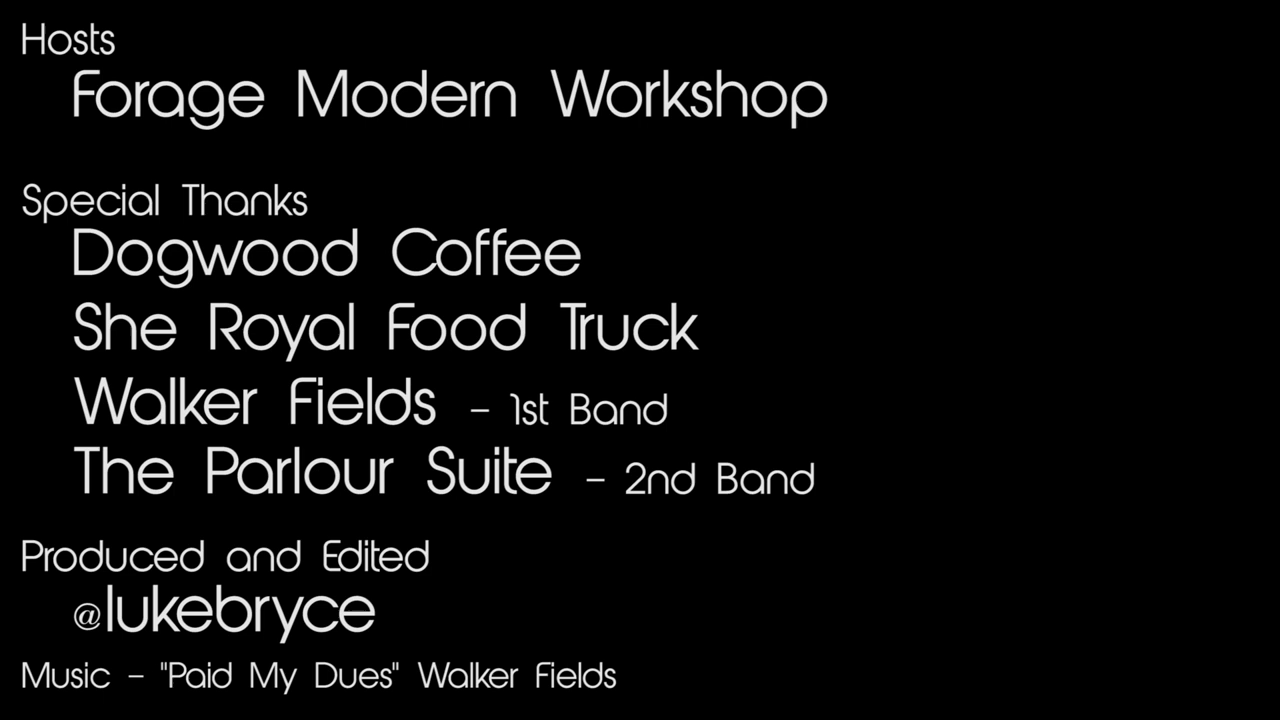 Hosts
Forage Modern Workshop
Special Thanks
Dogwood Coffee
She Royal Food Truck
Walker Fields - 1st Band
The Parlour Suite - 2nd Band
Produced and Edited
@lukebryce
Music - "Paid My Dues" Walker Fields